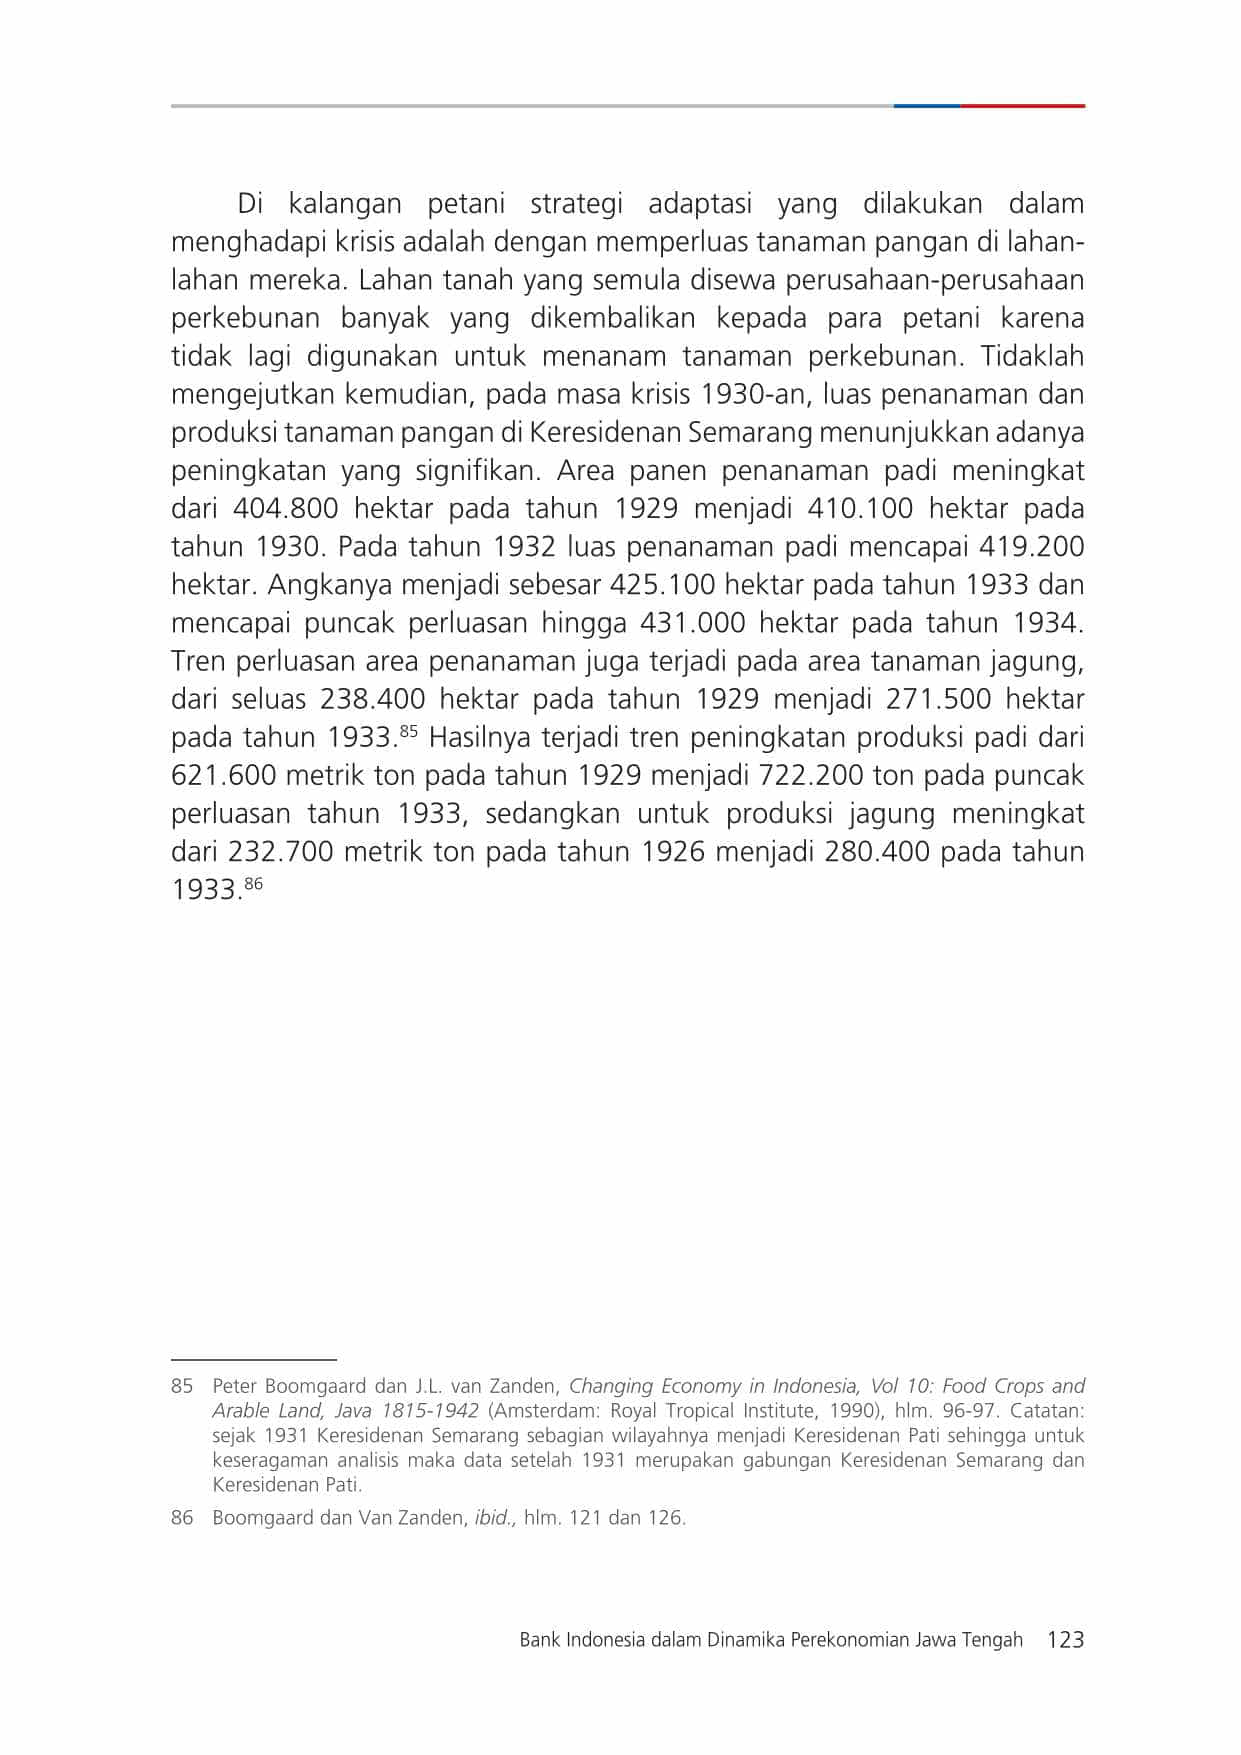 Di kalangan petani strategi adaptasi yang dilakukan dalam
menghadapi krisis adalah dengan memperluas tanaman pangan di lahan-
lahan mereka. Lahan tanah yang semula disewa perusahaan-perusahaan
perkebunan banyak yang dikembalikan kepada para petani karena
tidak lagi digunakan untuk menanam tanaman perkebunan. Tidaklah
mengejutkan kemudian, pada masa krisis 1930-an, luas penanaman dan
produksi tanaman pangan di Keresidenan Semarang menunjukkan adanya
peningkatan yang signifikan. Area panen penanaman padi meningkat
dari 404.800 hektar pada tahun 1929 menjadi 410.100 hektar pada
tahun 1930. Pada tahun 1932 luas penanaman padi mencapai 419.200
hektar. Angkanya menjadi sebesar 425.100 hektar pada tahun 1933 dan
mencapai puncak perluasan hingga 431.000 hektar pada tahun 1934.
Tren perluasan area penanaman juga terjadi pada area tanaman jagung,
dari seluas 238.400 hektar pada tahun 1929 menjadi 271.500 hektar
pada tahun 1933.85 Hasilnya terjadi tren peningkatan produksi padi dari
621.600 metrik ton pada tahun 1929 menjadi 722.200 ton pada puncak
perluasan tahun 1933, sedangkan untuk produksi jagung meningkat
dari 232.700 metrik ton pada tahun 1926 menjadi 280.400 pada tahun
1933.86
85 Peter Boomgaard dan J.L. van Zanden, Changing Economy in Indonesia, Vol 10: Food Crops and
Arable Land, Java 1815-1942 (Amsterdam: Royal Tropical Institute, 1990), hlm. 96-97. Catatan:
sejak 1931 Keresidenan Semarang sebagian wilayahnya menjadi Keresidenan Pati sehingga untuk
keseragaman analisis maka data setelah 1931 merupakan gabungan Keresidenan Semarang dan
Keresidenan Pati.
86 Boomgaard dan Van Zanden, ibid., hlm. 121 dan 126.
Bank Indonesia dalam Dinamika Perekonomian Jawa Tengah 123